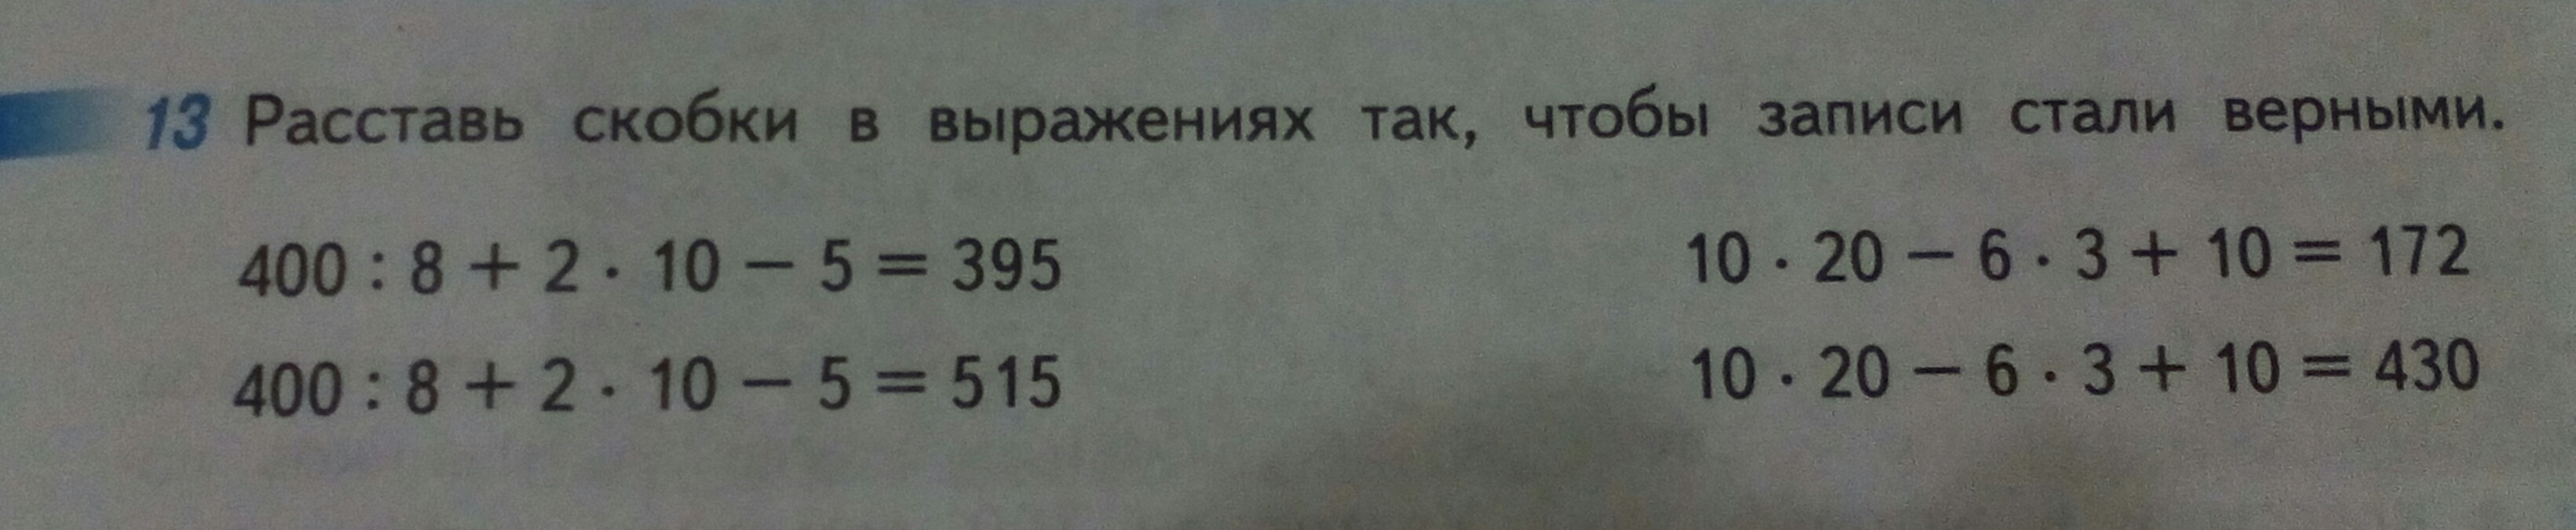 13 Расставь скобки в выражениях так, чтобы записи стали верными.
400 : 8 + 2 · 10 − 5 = 395
10 · 20 − 6 · 3 + 10 = 172
400 : 8 + 2 · 10 − 5 = 515
10 · 20 − 6 · 3 + 10 = 430